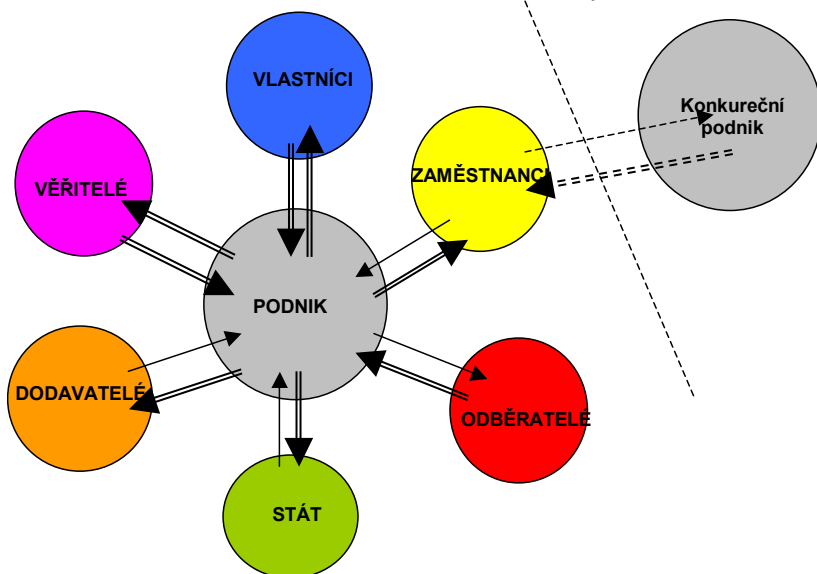 VLASTNÍCI
Konkureční
podnik
VĚŘITELÉ
ZAMĚSTNANCI
PODNIK
DODAVATELÉ
ODBĚRATELÉ
STÁT